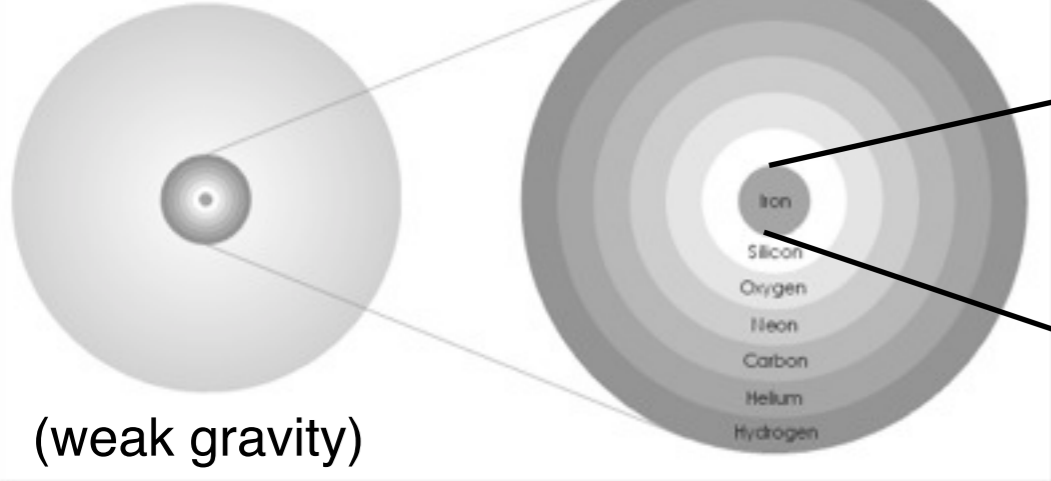 Iron
Silicon
Oxygen
Neon
Carbon
Helium
Hydrogen
(weak gravity)